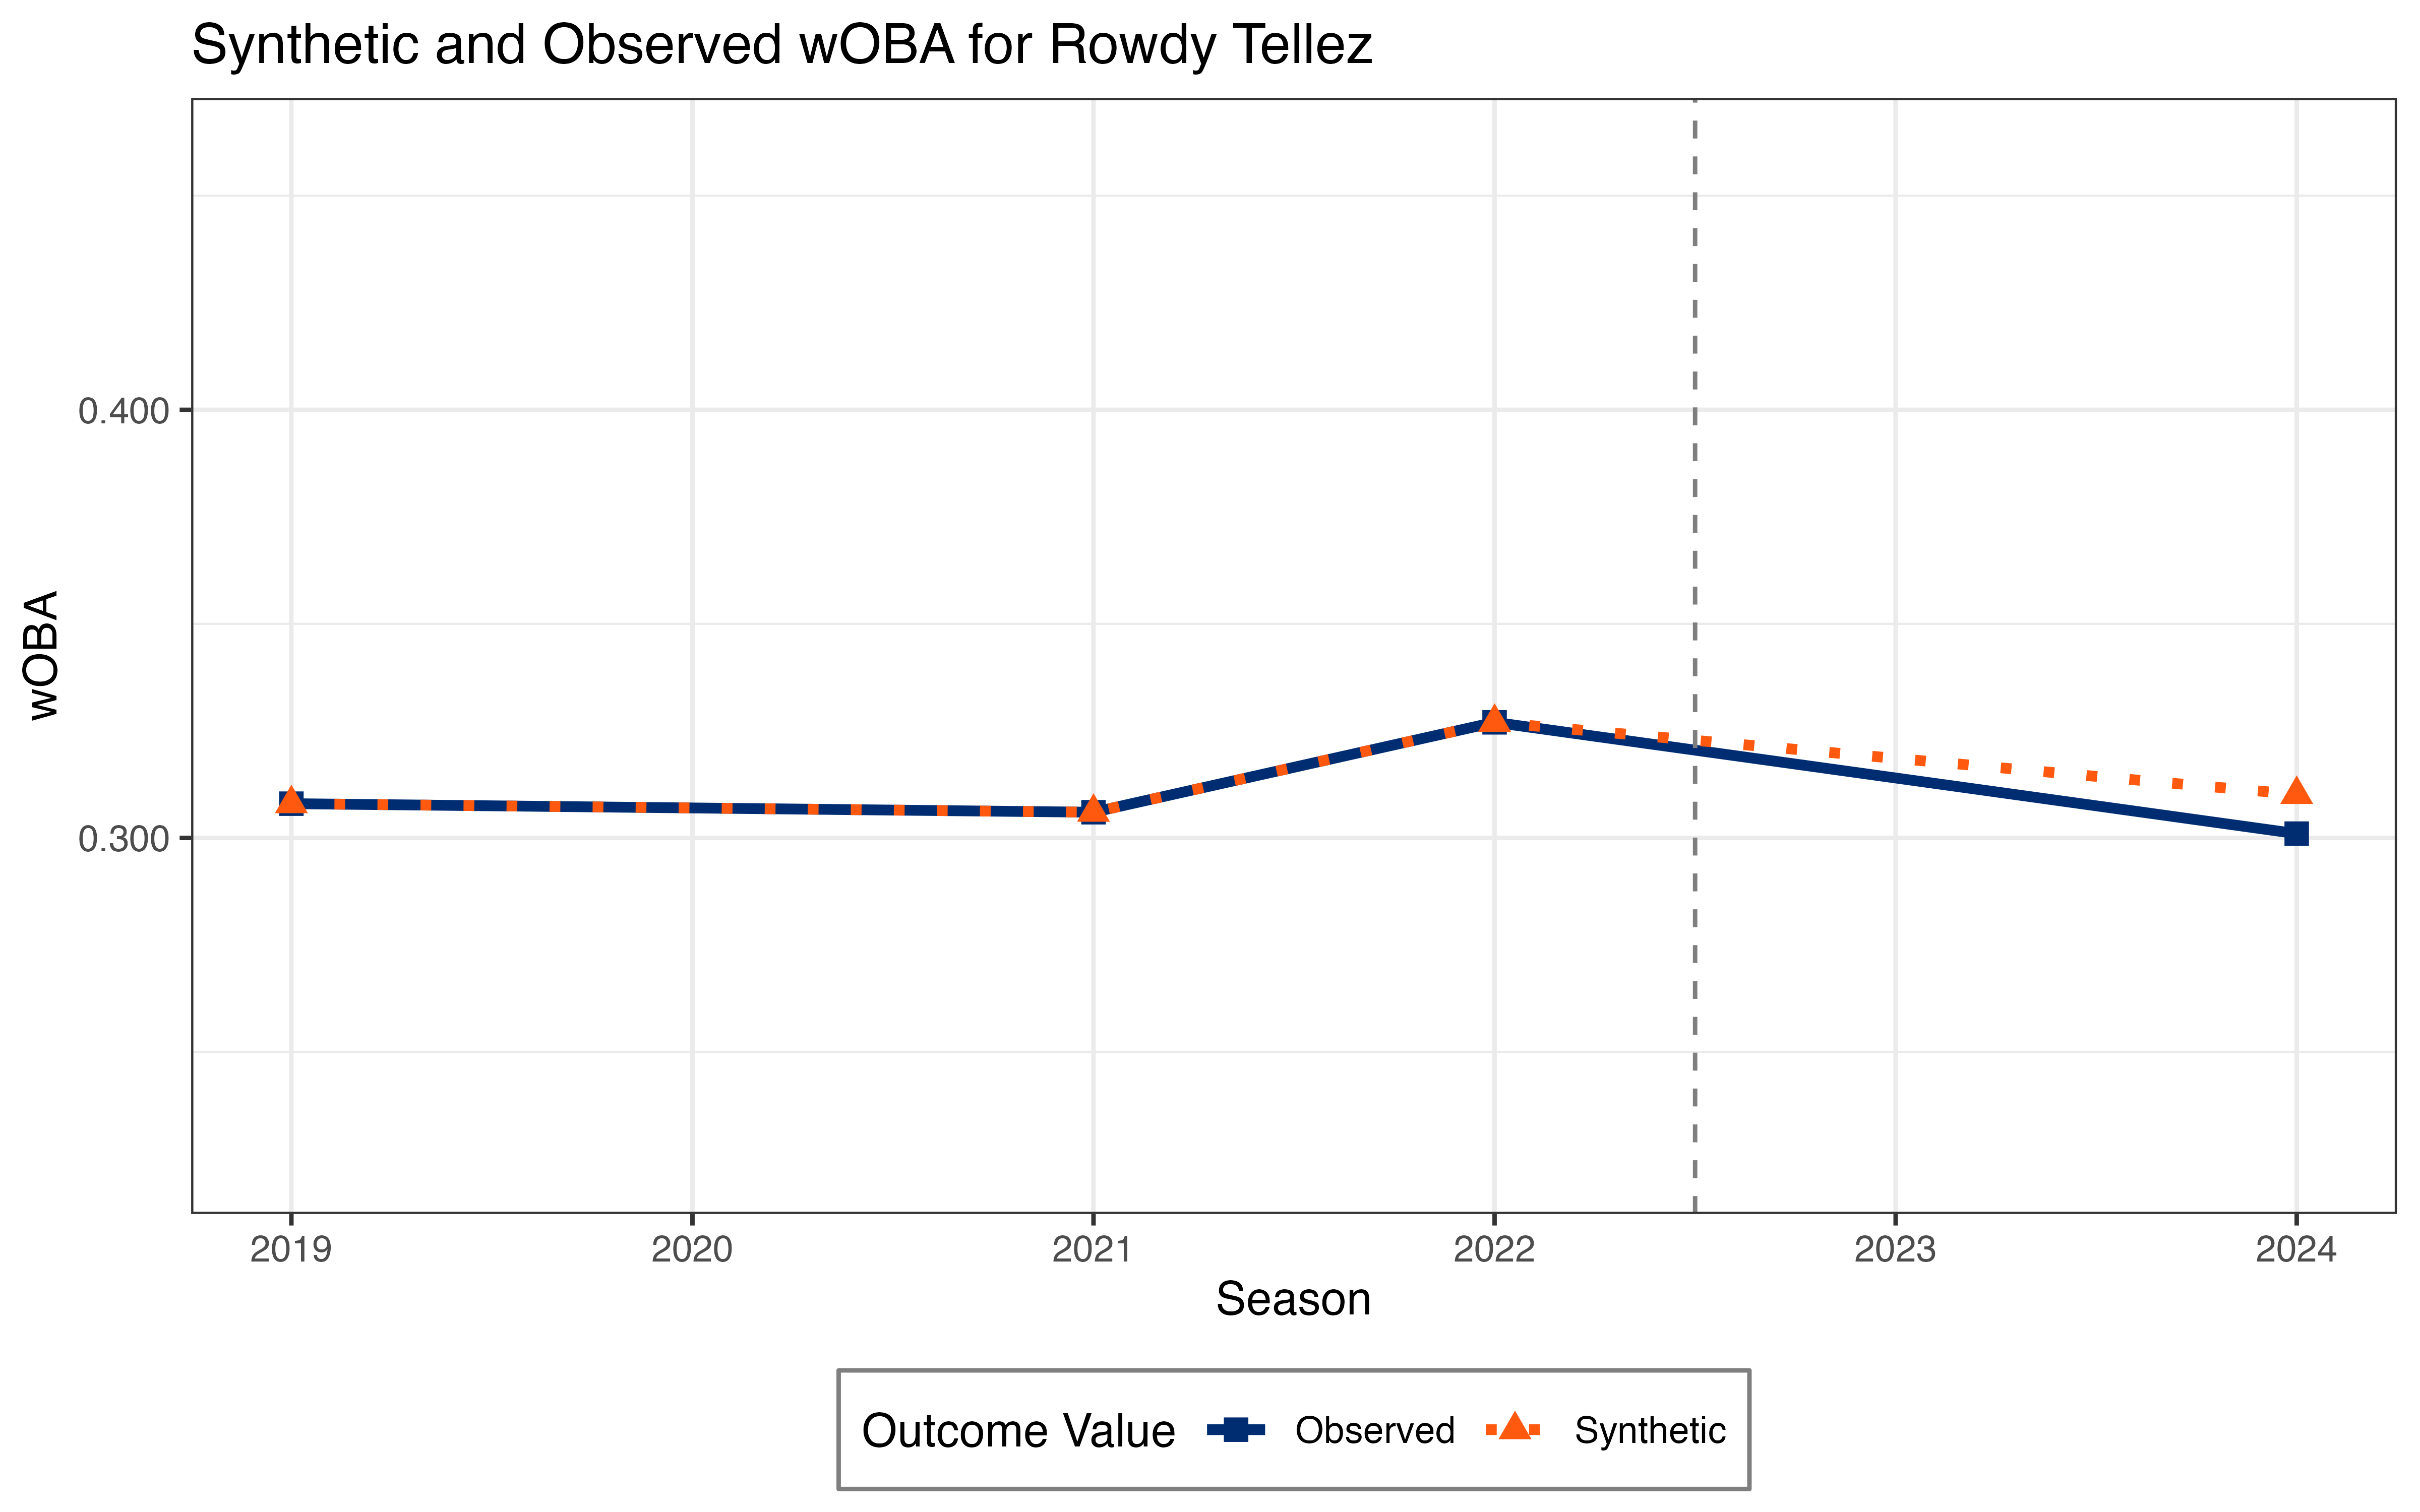 Synthetic and Observed wOBA for Rowdy Tellez
wOBA
0.400
0.300
2019 2020 2021 2022 2023 2024
Season
Outcome Value Observed Synthetic